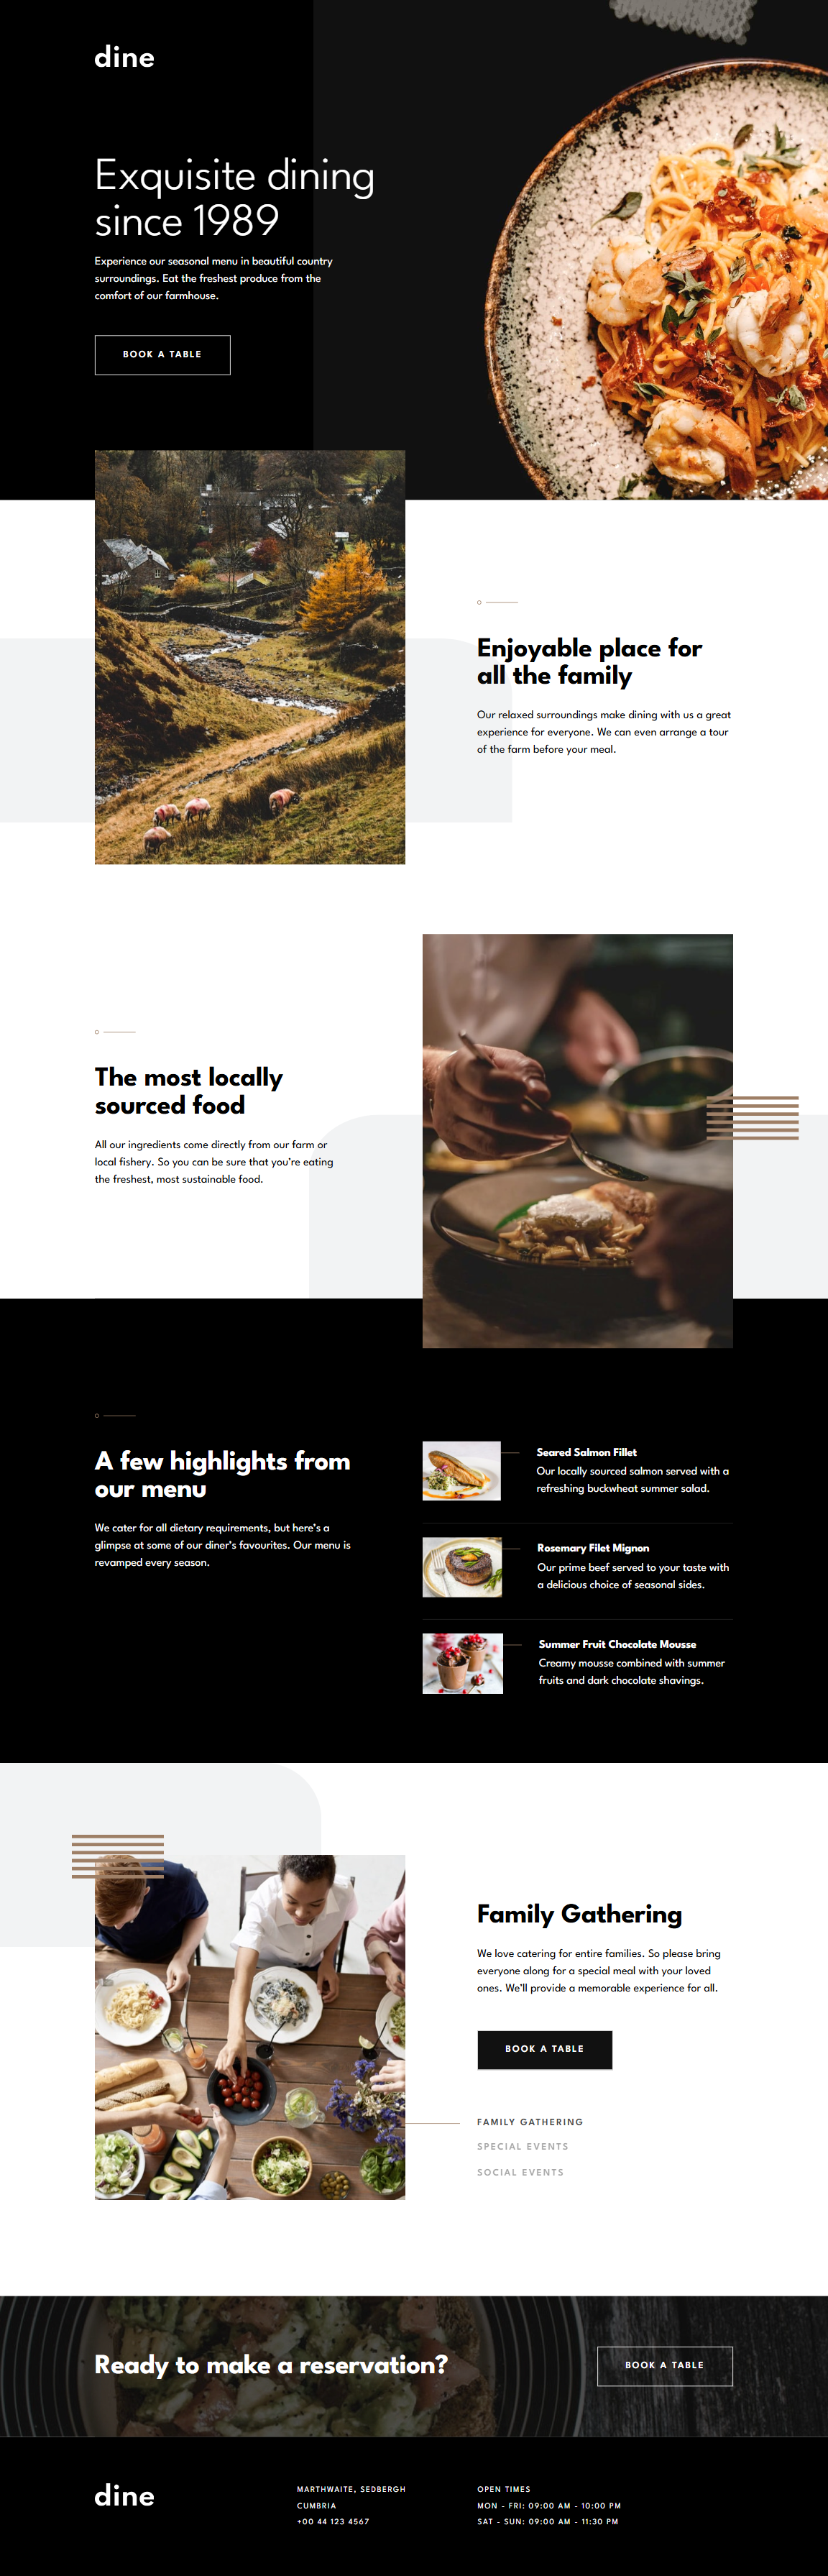 dine
Exquisite dining
since 1989
Experience our seasonal menu in beautiful country
surroundings. Eat the freshest produce from the
comfort of our farmhouse.
BOOK A TABLE
Enjoyable place for
all the family
Our relaxed surroundings make dining with us a great
experience for everyone. We can even arrange a tour
of the farm before your meal.
The most locally
sourced food
All our ingredients come directly from our farm or
local fishery. So you can be sure that you're eating
the freshest, most sustainable food.
A few highlights from
our menu
We cater for all dietary requirements, but here's a
glimpse at some of our diner's favourites. Our menu is
revamped every season.
Seared Salmon Fillet
Our locally sourced salmon served with a
refreshing buckwheat summer salad.
Rosemary Filet Mignon
Our prime beef served to your taste with
a delicious choice of seasonal sides.
Summer Fruit Chocolate Mousse
Creamy mousse combined with summer
fruits and dark chocolate shavings.
Family Gathering
We love catering for entire families. So please bring
everyone along for a special meal with your loved
ones. We'll provide a memorable experience for all.
BOOK A TABLE
FAMILY GATHERING
SPECIAL EVENTS
SOCIAL EVENTS
Ready to make a reservation?
BOOK A TABLE
dine
MARTHWAITE, SEDBERGH
CUMBRIA
+00 44 123 4567
OPEN TIMES
MON - FRI: 09:00 AM - 10:00 PM
SAT - SUN: 09:00 AM - 11:30 PM